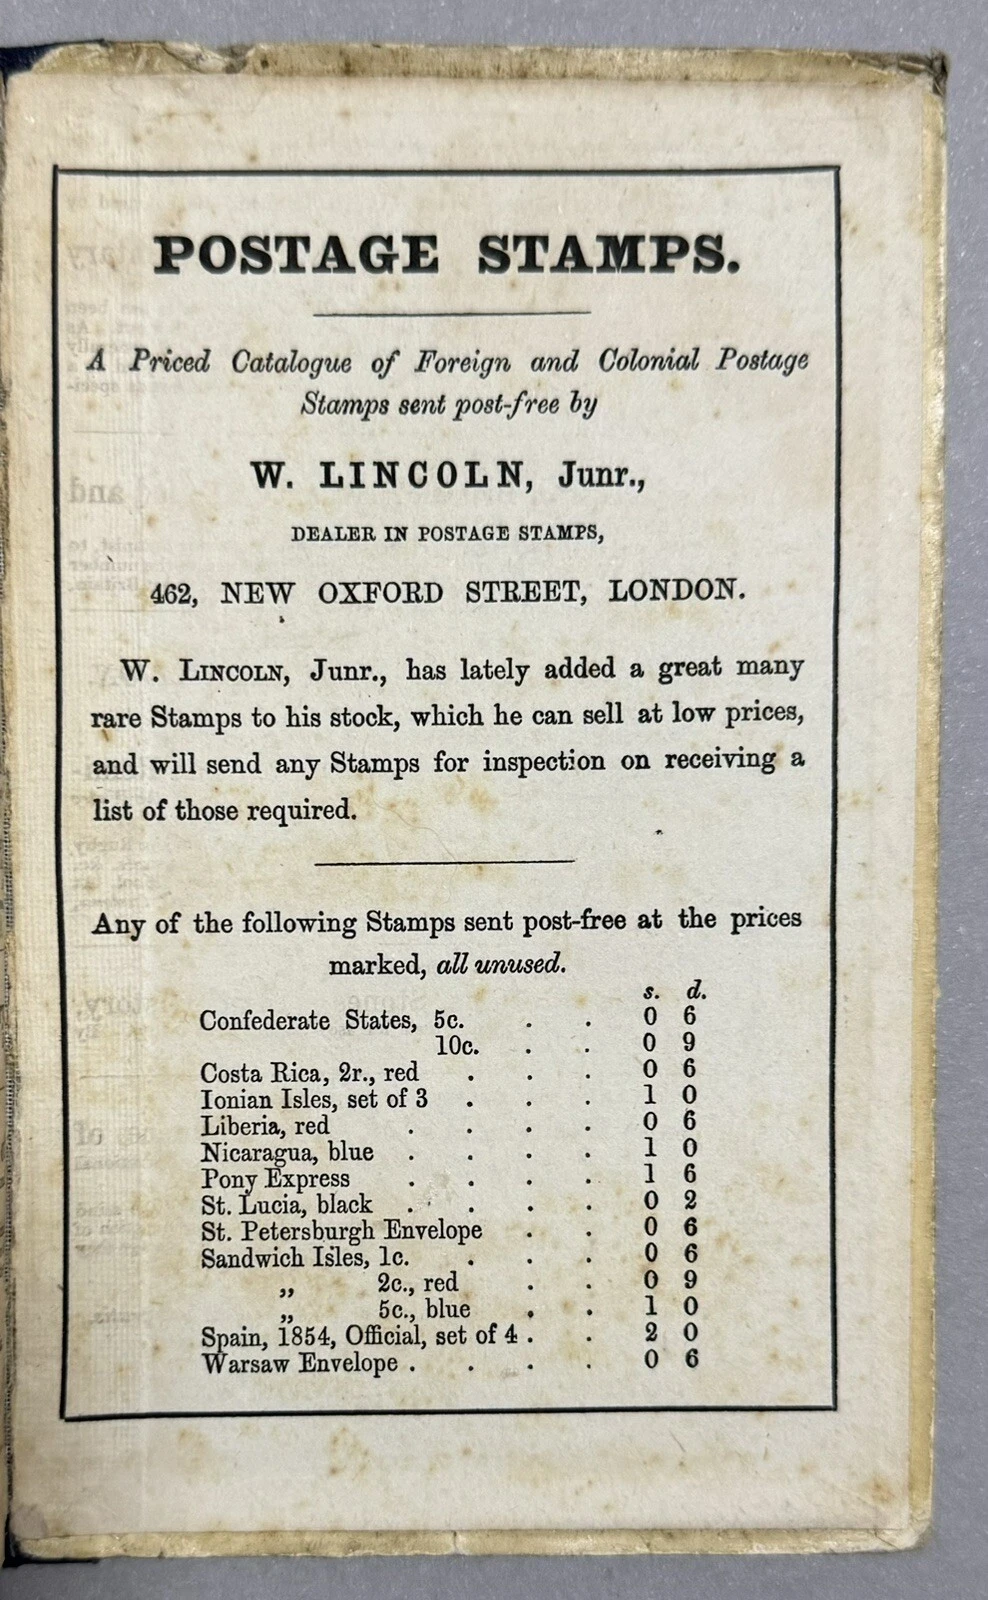 POSTAGE STAMPS.
A Priced Catalogue of Foreign and Colonial Postage
Stamps sent post-free by
W. LINCOLN, Junr.,
DEALER IN POSTAGE STAMPS,
462, NEW OXFORD STREET, LONDON.
W. LINCOLN, Junr., has lately added a great many
rare Stamps to his stock, which he can sell at low prices,
and will send any Stamps for inspection on receiving a
list of those required.
Any of the following Stamps sent post-free at the prices
marked, all unused.
s. d.
Confederate States, 5c. . . 0 6
10c. . . 0 9
Costa Rica, 2r., red . . . 0 6
Ionian Isles, set of 3 . . . 1 0
Liberia, red . . . . 0 6
Nicaragua, blue . . . . 1 0
Pony Express . . . . 1 6
St. Lucia, black . . . . 0 2
St. Petersburgh Envelope . . 0 6
Sandwich Isles, 1c. . . . 0 6
„ 2c., red . . 0 9
„ 5c., blue . . 1 0
Spain, 1854, Official, set of 4 . . 2 0
Warsaw Envelope . . . . 0 6